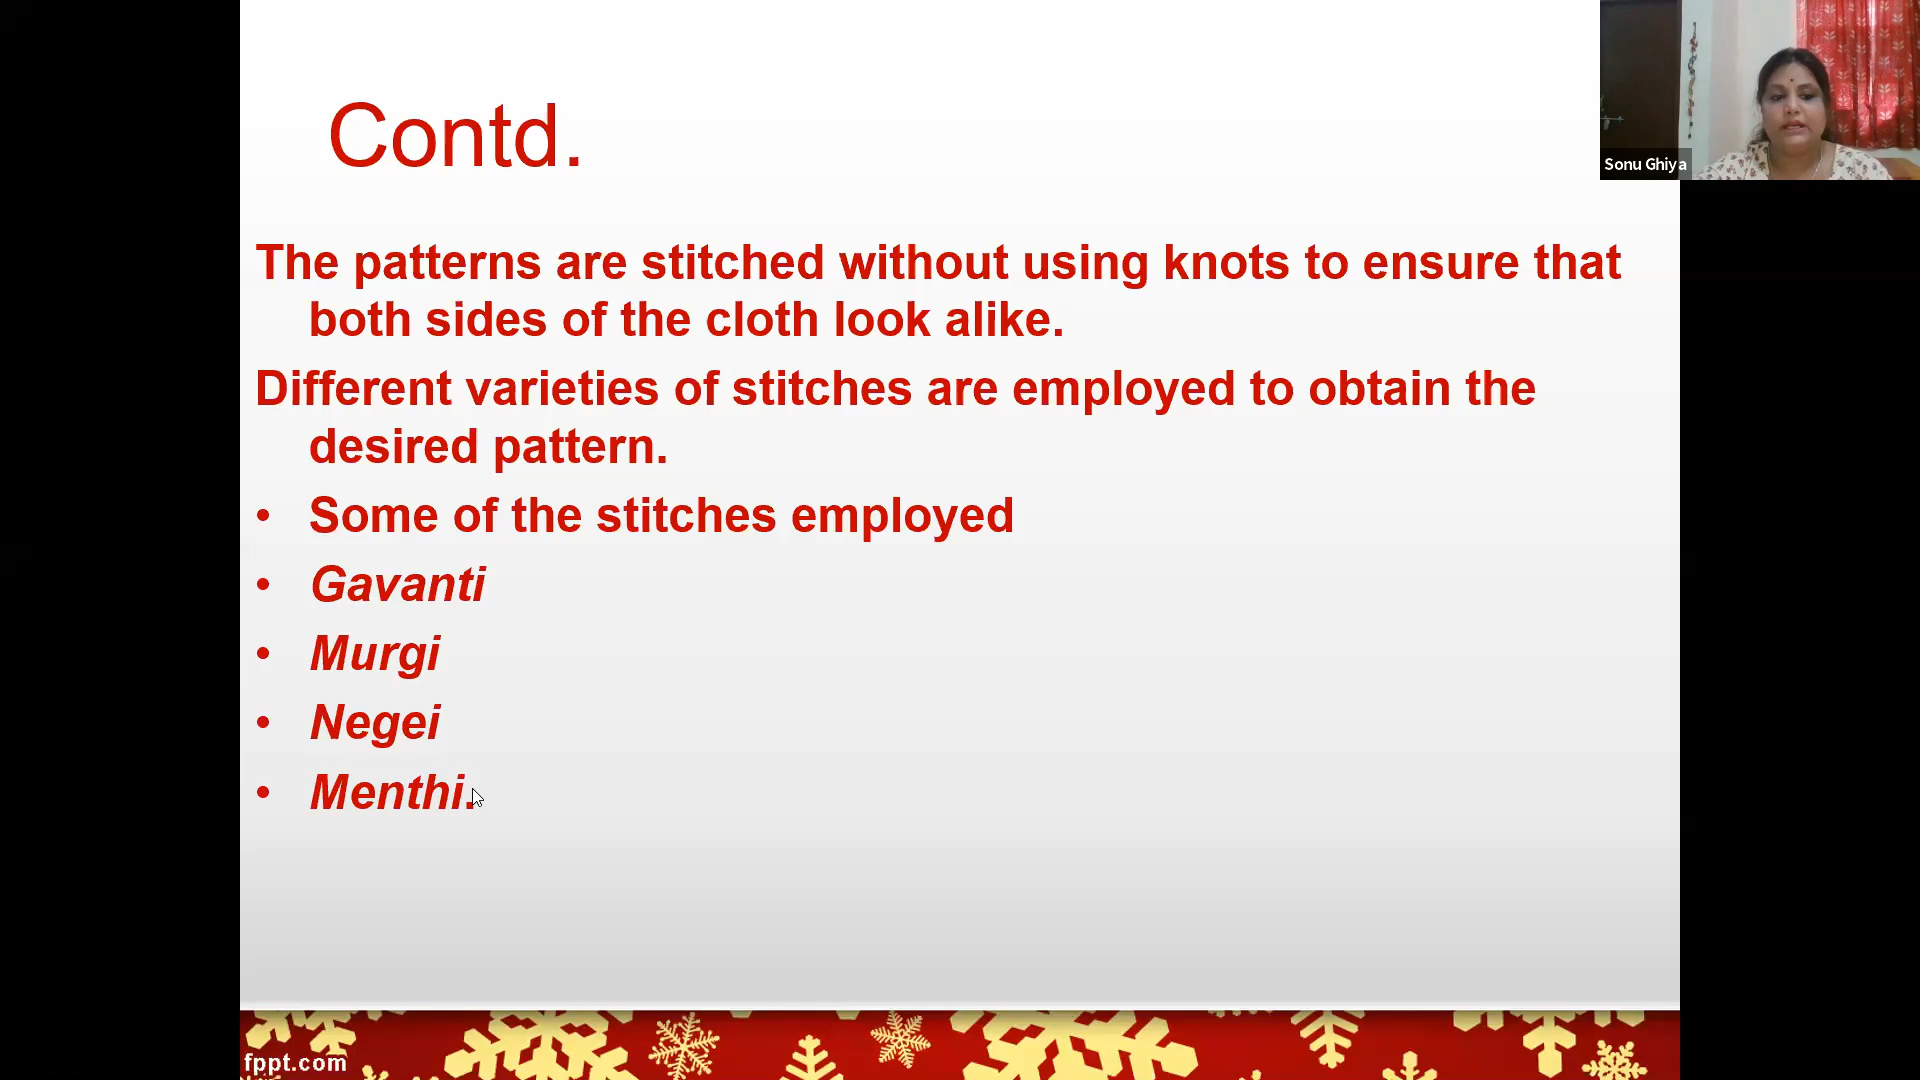 Contd.
Sonu Ghiya
The patterns are stitched without using knots to ensure that
both sides of the cloth look alike.
Different varieties of stitches are employed to obtain the
desired pattern.
• Some of the stitches employed
• Gavanti
• Murgi
• Negei
• Menthi.
fppt.com